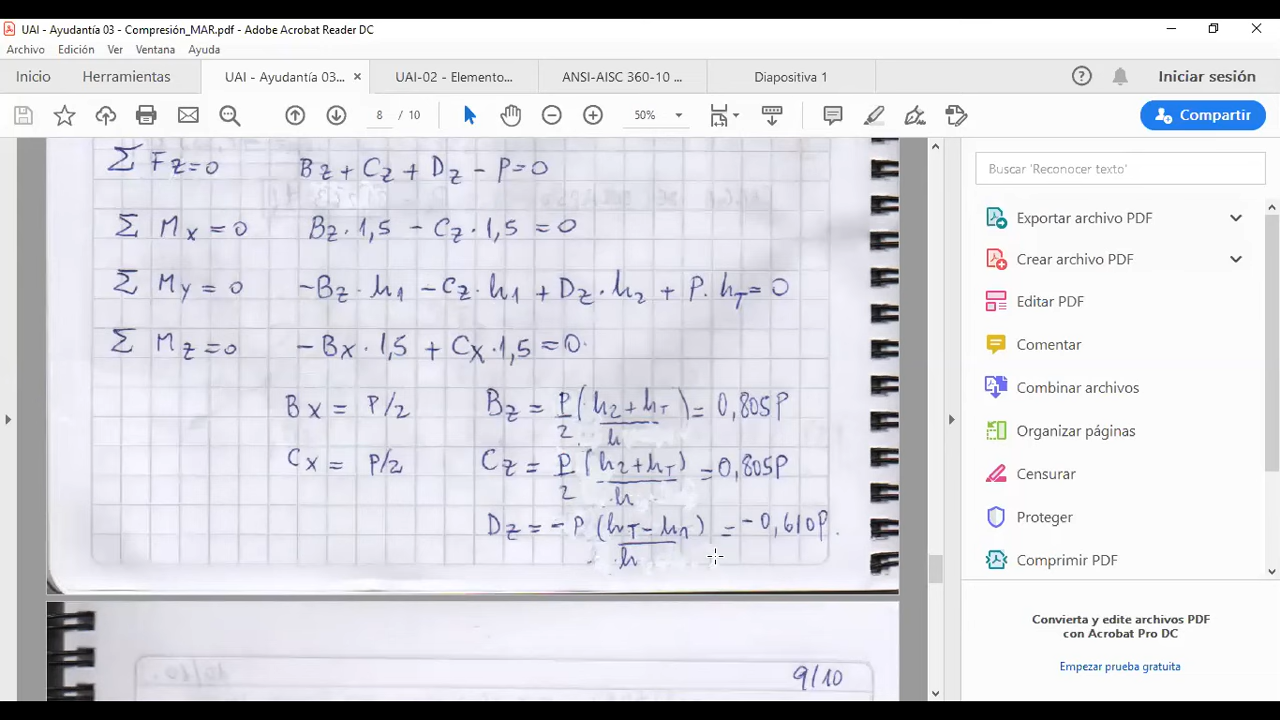 UAI - Ayudantía 03 - Compresión_MAR.pdf - Adobe Acrobat Reader DC
Archivo Edición Ver Ventana Ayuda
Inicio Herramientas UAI - Ayudantía 03... × UAI-02 - Elemento... ANSI-AISC 360-10 ... Diapositiva 1 Iniciar sesión
8 / 10 50% Compartir
Σ Fz=0 Bz + Cz + Dz - P=0
Σ Mx = 0 Bz·1,5 - Cz·1,5 = 0
Σ My = 0 -Bz·h1 - Cz·h1 + Dz·h2 + P·hT = 0
Σ Mz=0 -Bx·1,5 + Cx·1,5 = 0.
Bx = P/2 Bz = P/2 (h2+hT)/h = 0,805P
Cx = P/2 Cz = P/2 (h2+hT)/h = 0,805P
Dz = -P (hT-h1)/h = -0,610P.
9/10
Buscar 'Reconocer texto'
Exportar archivo PDF
Crear archivo PDF
Editar PDF
Comentar
Combinar archivos
Organizar páginas
Censurar
Proteger
Comprimir PDF
Convierta y edite archivos PDF
con Acrobat Pro DC
Empezar prueba gratuita